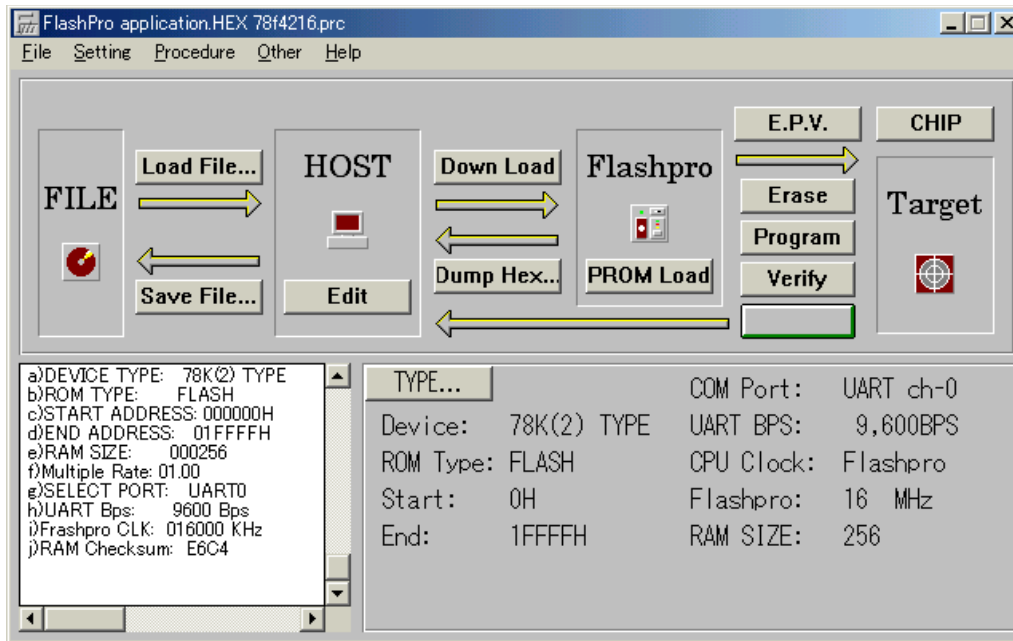 FlashPro application.HEX 78f4216.prc
File Setting Procedure Other Help
E.P.V.
CHIP
Load File...
HOST
Down Load
Flashpro
FILE
Erase
Target
Program
Save File...
Edit
Dump Hex...
PROM Load
Verify
a)DEVICE TYPE: 78K(2) TYPE
b)ROM TYPE: FLASH
c)START ADDRESS: 000000H
d)END ADDRESS: 01FFFFH
e)RAM SIZE: 000256
f)Multiple Rate: 01.00
g)SELECT PORT: UART0
h)UART Bps: 9600 Bps
i)Frashpro CLK: 016000 KHz
j)RAM Checksum: E6C4
TYPE...
Device: 78K(2) TYPE
ROM Type: FLASH
Start: 0H
End: 1FFFFH
COM Port: UART ch-0
UART BPS: 9,600BPS
CPU Clock: Flashpro
Flashpro: 16 MHz
RAM SIZE: 256